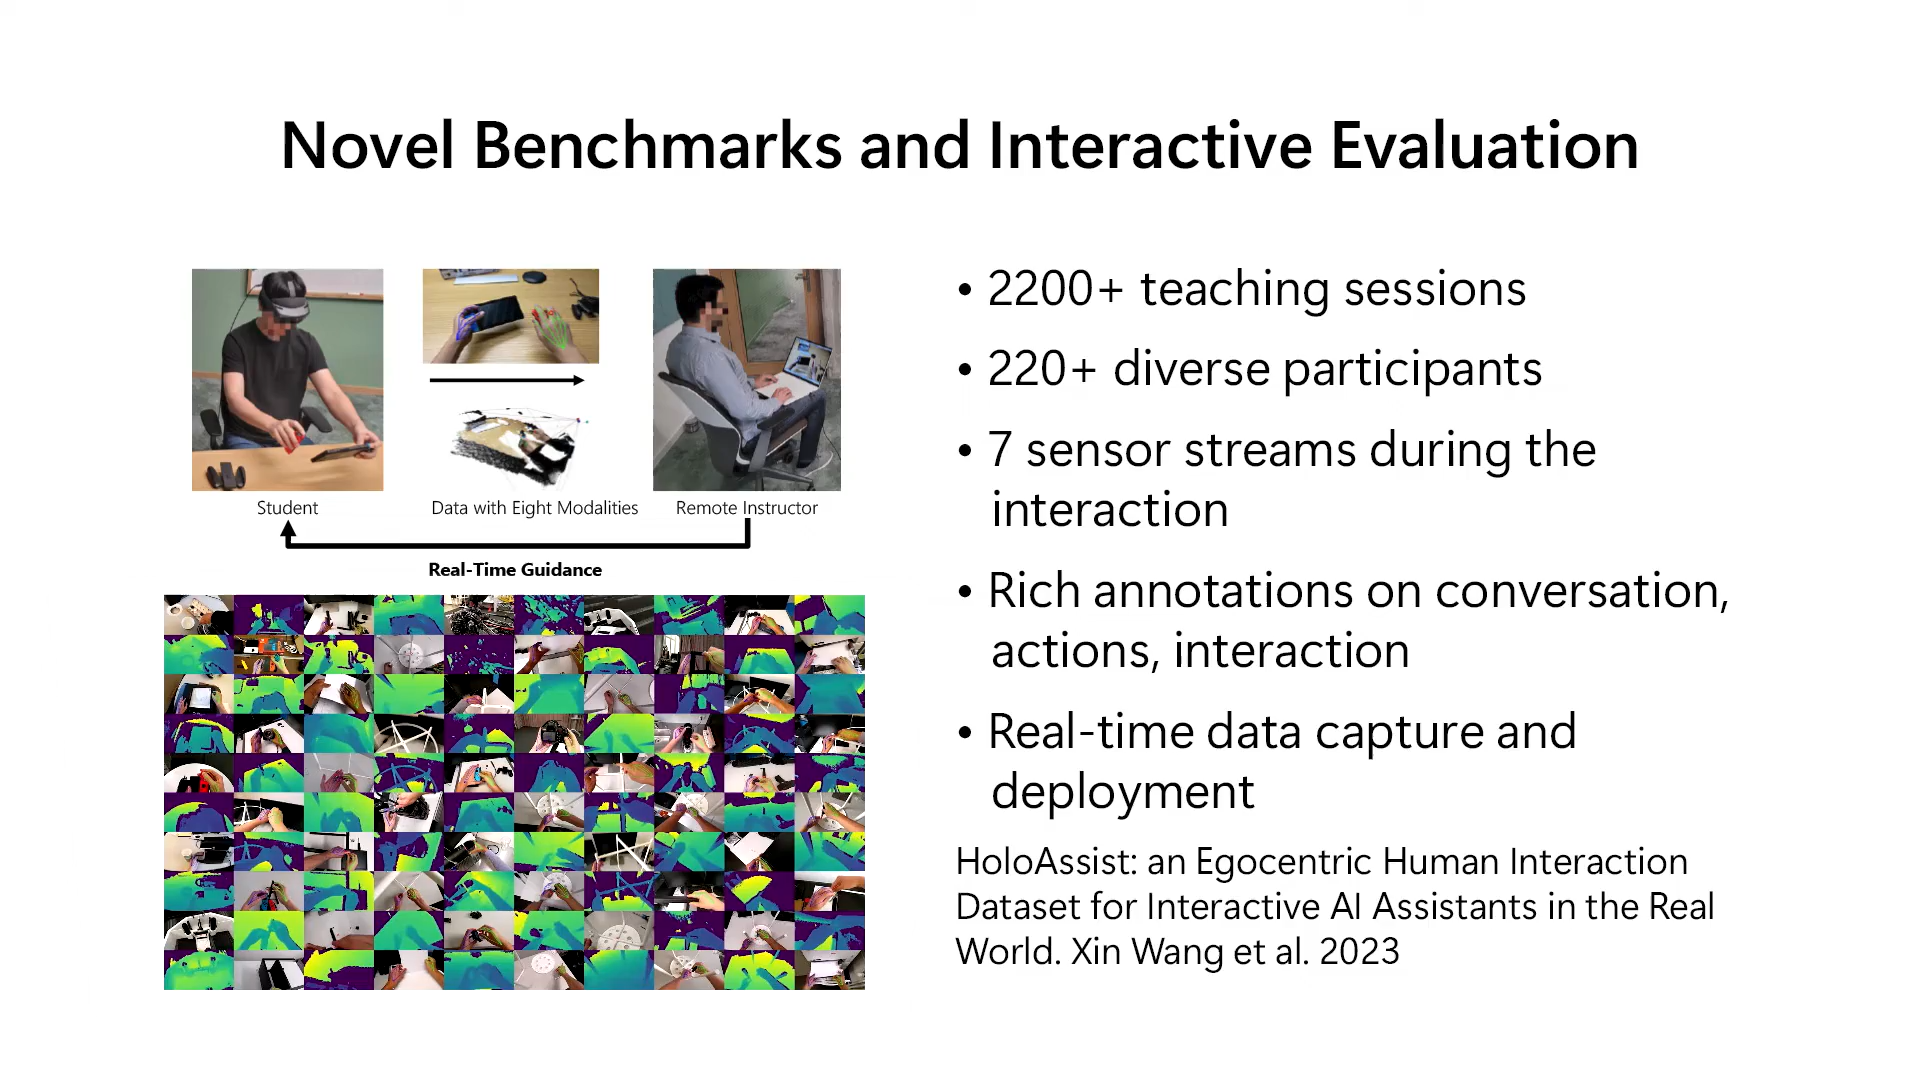 Novel Benchmarks and Interactive Evaluation
Student
Data with Eight Modalities
Remote Instructor
Real-Time Guidance
• 2200+ teaching sessions
• 220+ diverse participants
• 7 sensor streams during the
interaction
• Rich annotations on conversation,
actions, interaction
• Real-time data capture and
deployment
HoloAssist: an Egocentric Human Interaction
Dataset for Interactive AI Assistants in the Real
World. Xin Wang et al. 2023